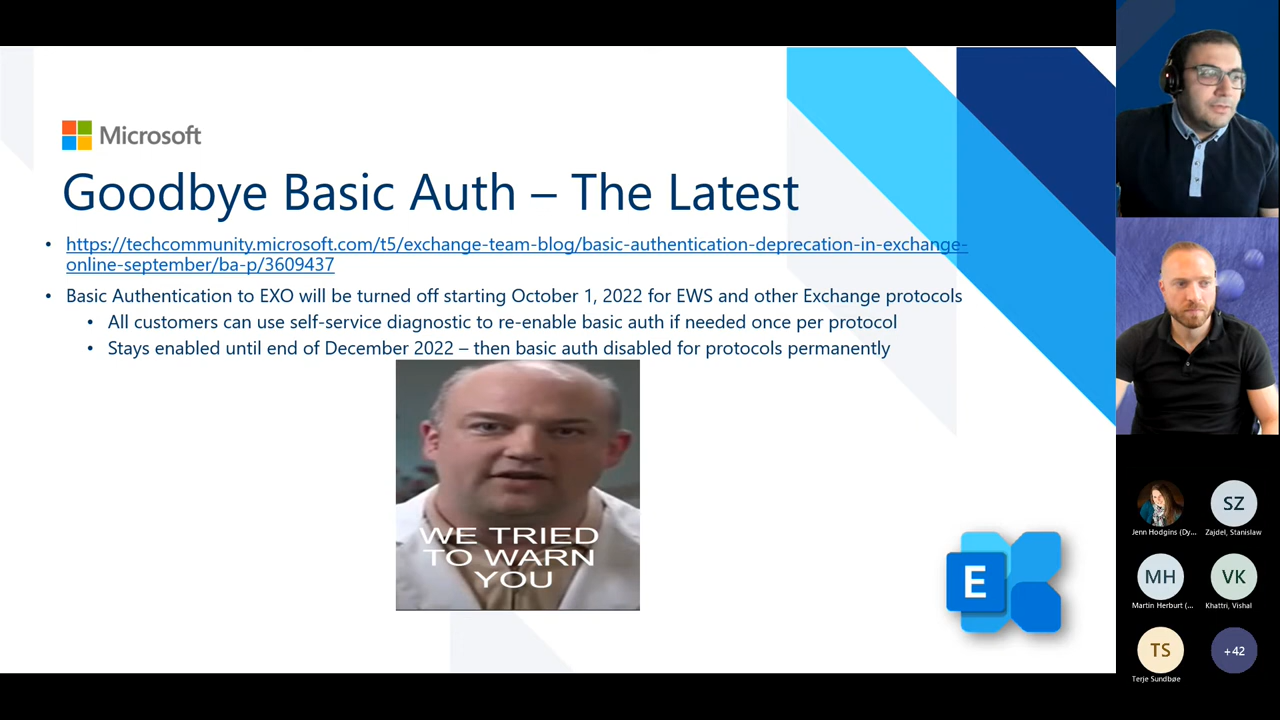 Microsoft
Goodbye Basic Auth – The Latest
• https://techcommunity.microsoft.com/t5/exchange-team-blog/basic-authentication-deprecation-in-exchange-
online-september/ba-p/3609437
• Basic Authentication to EXO will be turned off starting October 1, 2022 for EWS and other Exchange protocols
• All customers can use self-service diagnostic to re-enable basic auth if needed once per protocol
• Stays enabled until end of December 2022 – then basic auth disabled for protocols permanently
WE TRIED
TO WARN
YOU
E
SZ
Jenn Hodgins (Dy...
Zajdel, Stanislaw
MH
VK
Martin Herburt (...
Khattri, Vishal
TS
+42
Terje Sundbøe